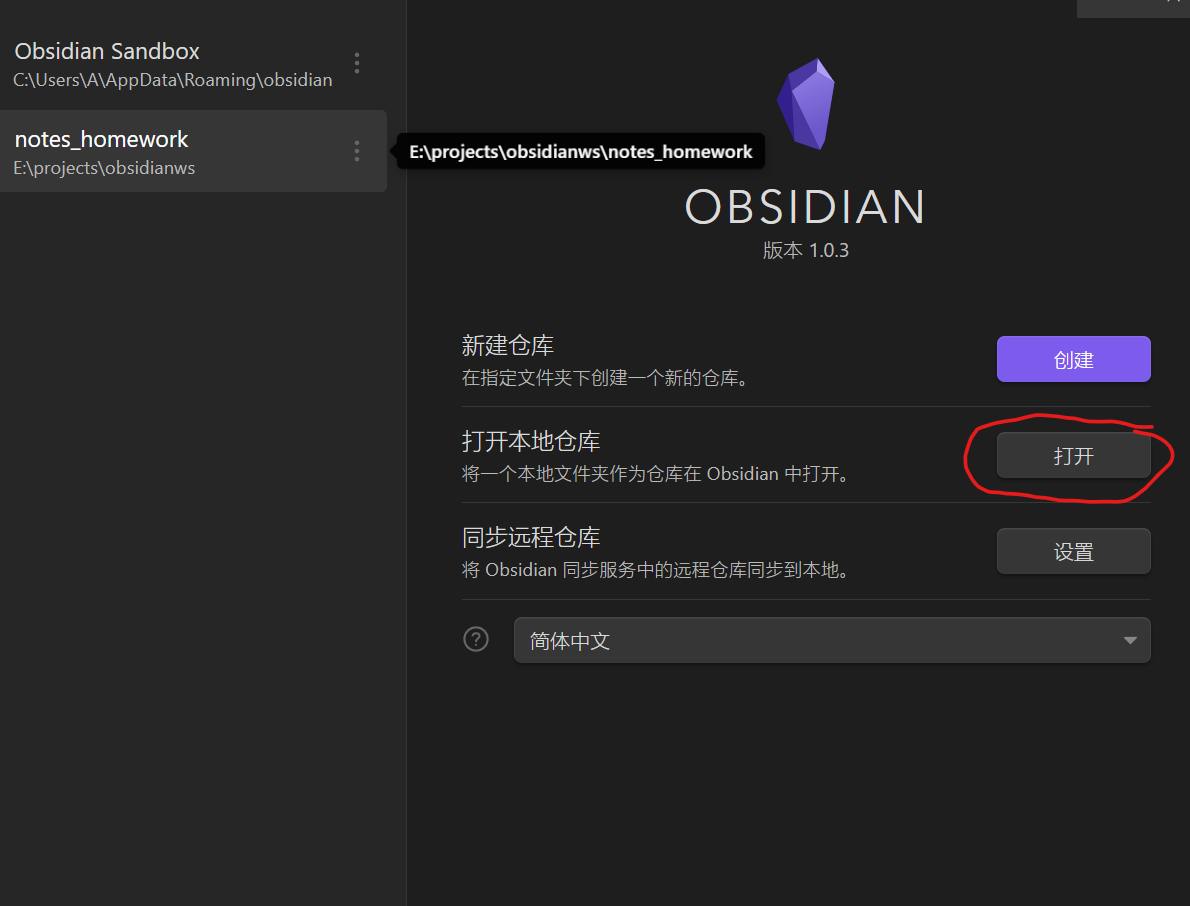 Obsidian Sandbox
C:\Users\A\AppData\Roaming\obsidian
notes_homework
E:\projects\obsidianws
E:\projects\obsidianws\notes_homework
OBSIDIAN
版本 1.0.3
新建仓库
在指定文件夹下创建一个新的仓库。
创建
打开本地仓库
将一个本地文件夹作为仓库在 Obsidian 中打开。
打开
同步远程仓库
将 Obsidian 同步服务中的远程仓库同步到本地。
设置
?
简体中文